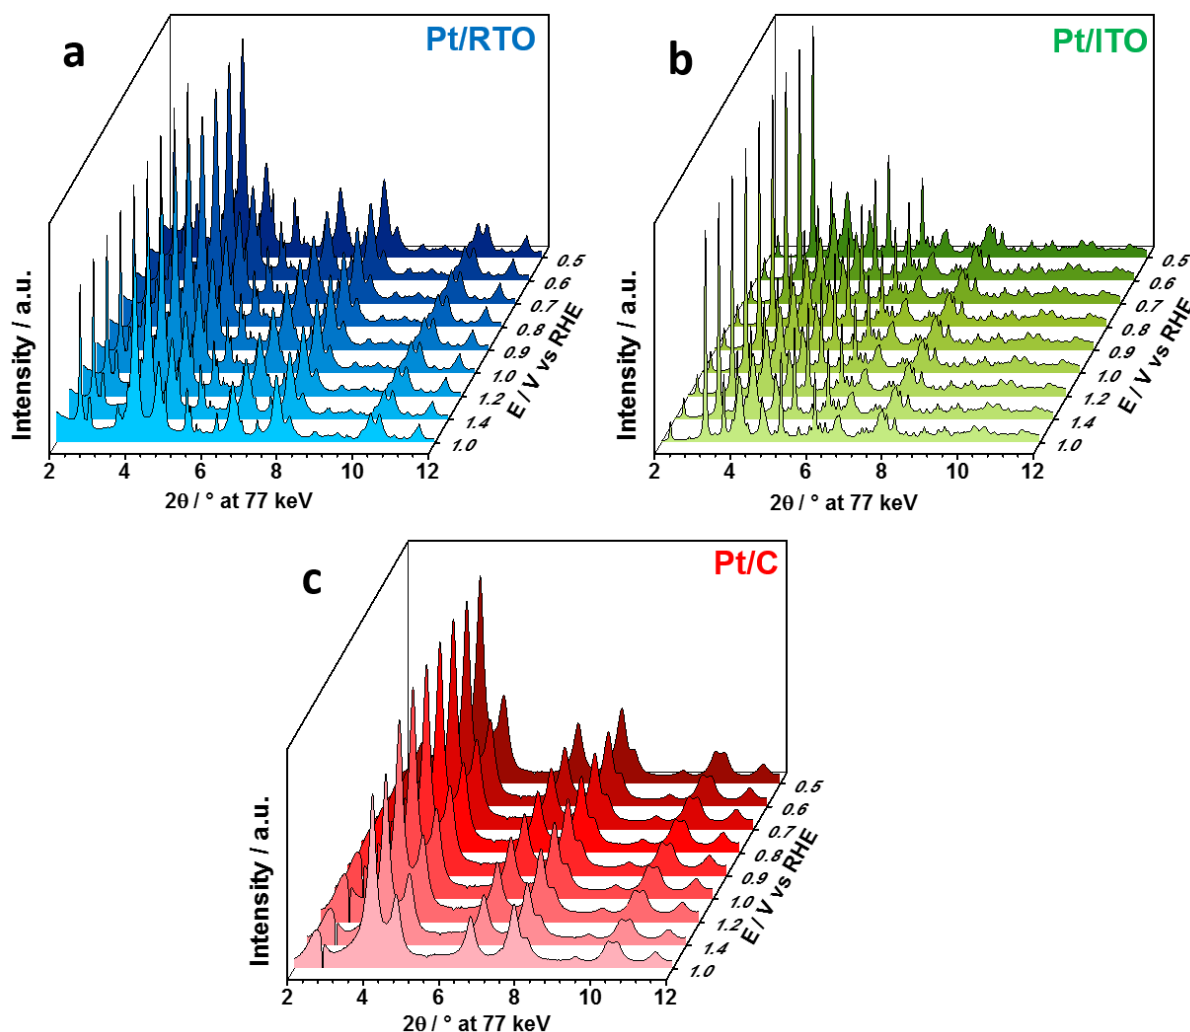 a
Pt/RTO
Intensity / a.u.
2 4 6 8 10 12
2θ / ° at 77 keV
0.5
0.6
0.7
0.8
0.9
1.0
1.2
1.4
1.0
E / V vs RHE
b
Pt/ITO
Intensity / a.u.
2 4 6 8 10 12
2θ / ° at 77 keV
0.5
0.6
0.7
0.8
0.9
1.0
1.2
1.4
1.0
E / V vs RHE
c
Pt/C
Intensity / a.u.
2 4 6 8 10 12
2θ / ° at 77 keV
0.5
0.6
0.7
0.8
0.9
1.0
1.2
1.4
1.0
E / V vs RHE